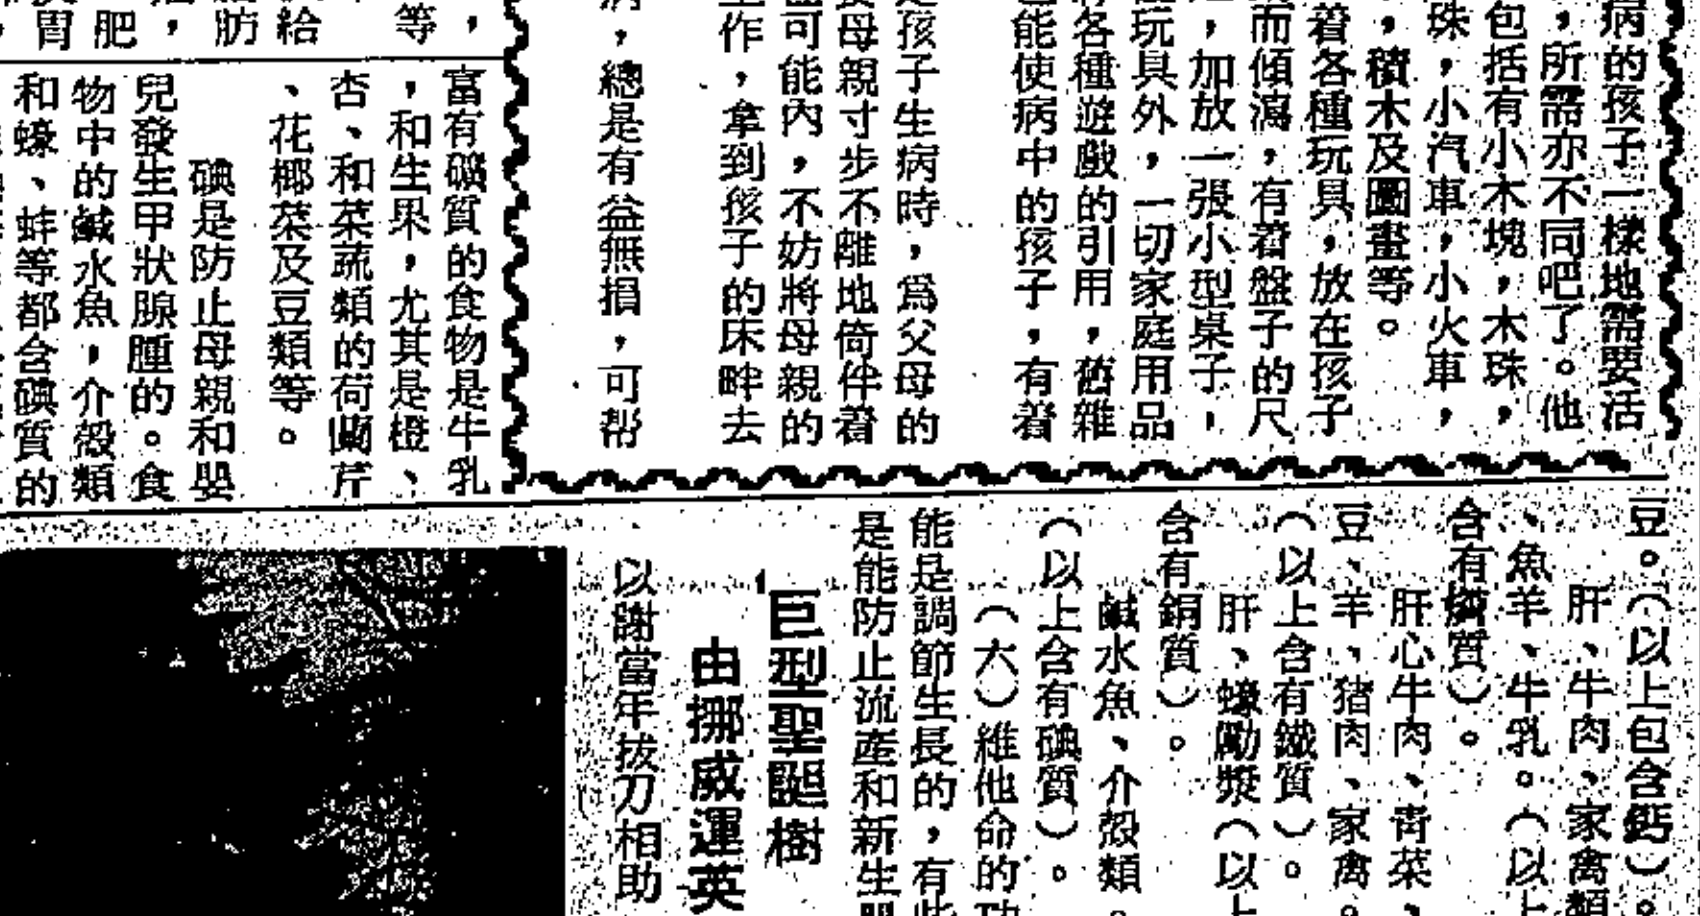 病的孩子一樣地需要活
，所需亦不同吧了。他
包括有小木塊，木珠，
珠，小汽車，小火車，
，積木及圖畫等。
着各種玩具，放在孩子
而傾瀉，有着盤子的尺
，加放一張小型桌子，
玩具外，一切家庭用品
各種遊戲的引用，舊雜
能使病中的孩子，有着
是孩子生病時，爲父母的
母親寸步不離地倚伴着
可能內，不妨將母親的
作，拿到孩子的床畔去
病，總是有益無損，可帮
等，
給
肪
，
肥
胃
富有礦質的食物是牛乳
，和生果，尤其是橙、
杏、和菜蔬類的荷蘭芹
、花椰菜及豆類等。
碘是防止母親和嬰
兒發生甲狀腺腫的。食
物中的鹹水魚，介殼類
和蠔、蚌等都含碘質的
豆。（以上包含鈣）。
肝、牛肉、家禽類
、魚羊、牛乳。（以上
含有燐質）。
肝心牛肉、青菜、
豆、羊、猪肉、家禽。
（以上含有鐵質）。
肝、蠔勵漿（以上
含有銅質）。
鹹水魚、介殼類。
（以上含有碘質）。
（六）維他命的功
能是調節生長的，有些
是能防止流產和新生
巨型聖誕樹
由挪威運英
以謝當年拔刀相助